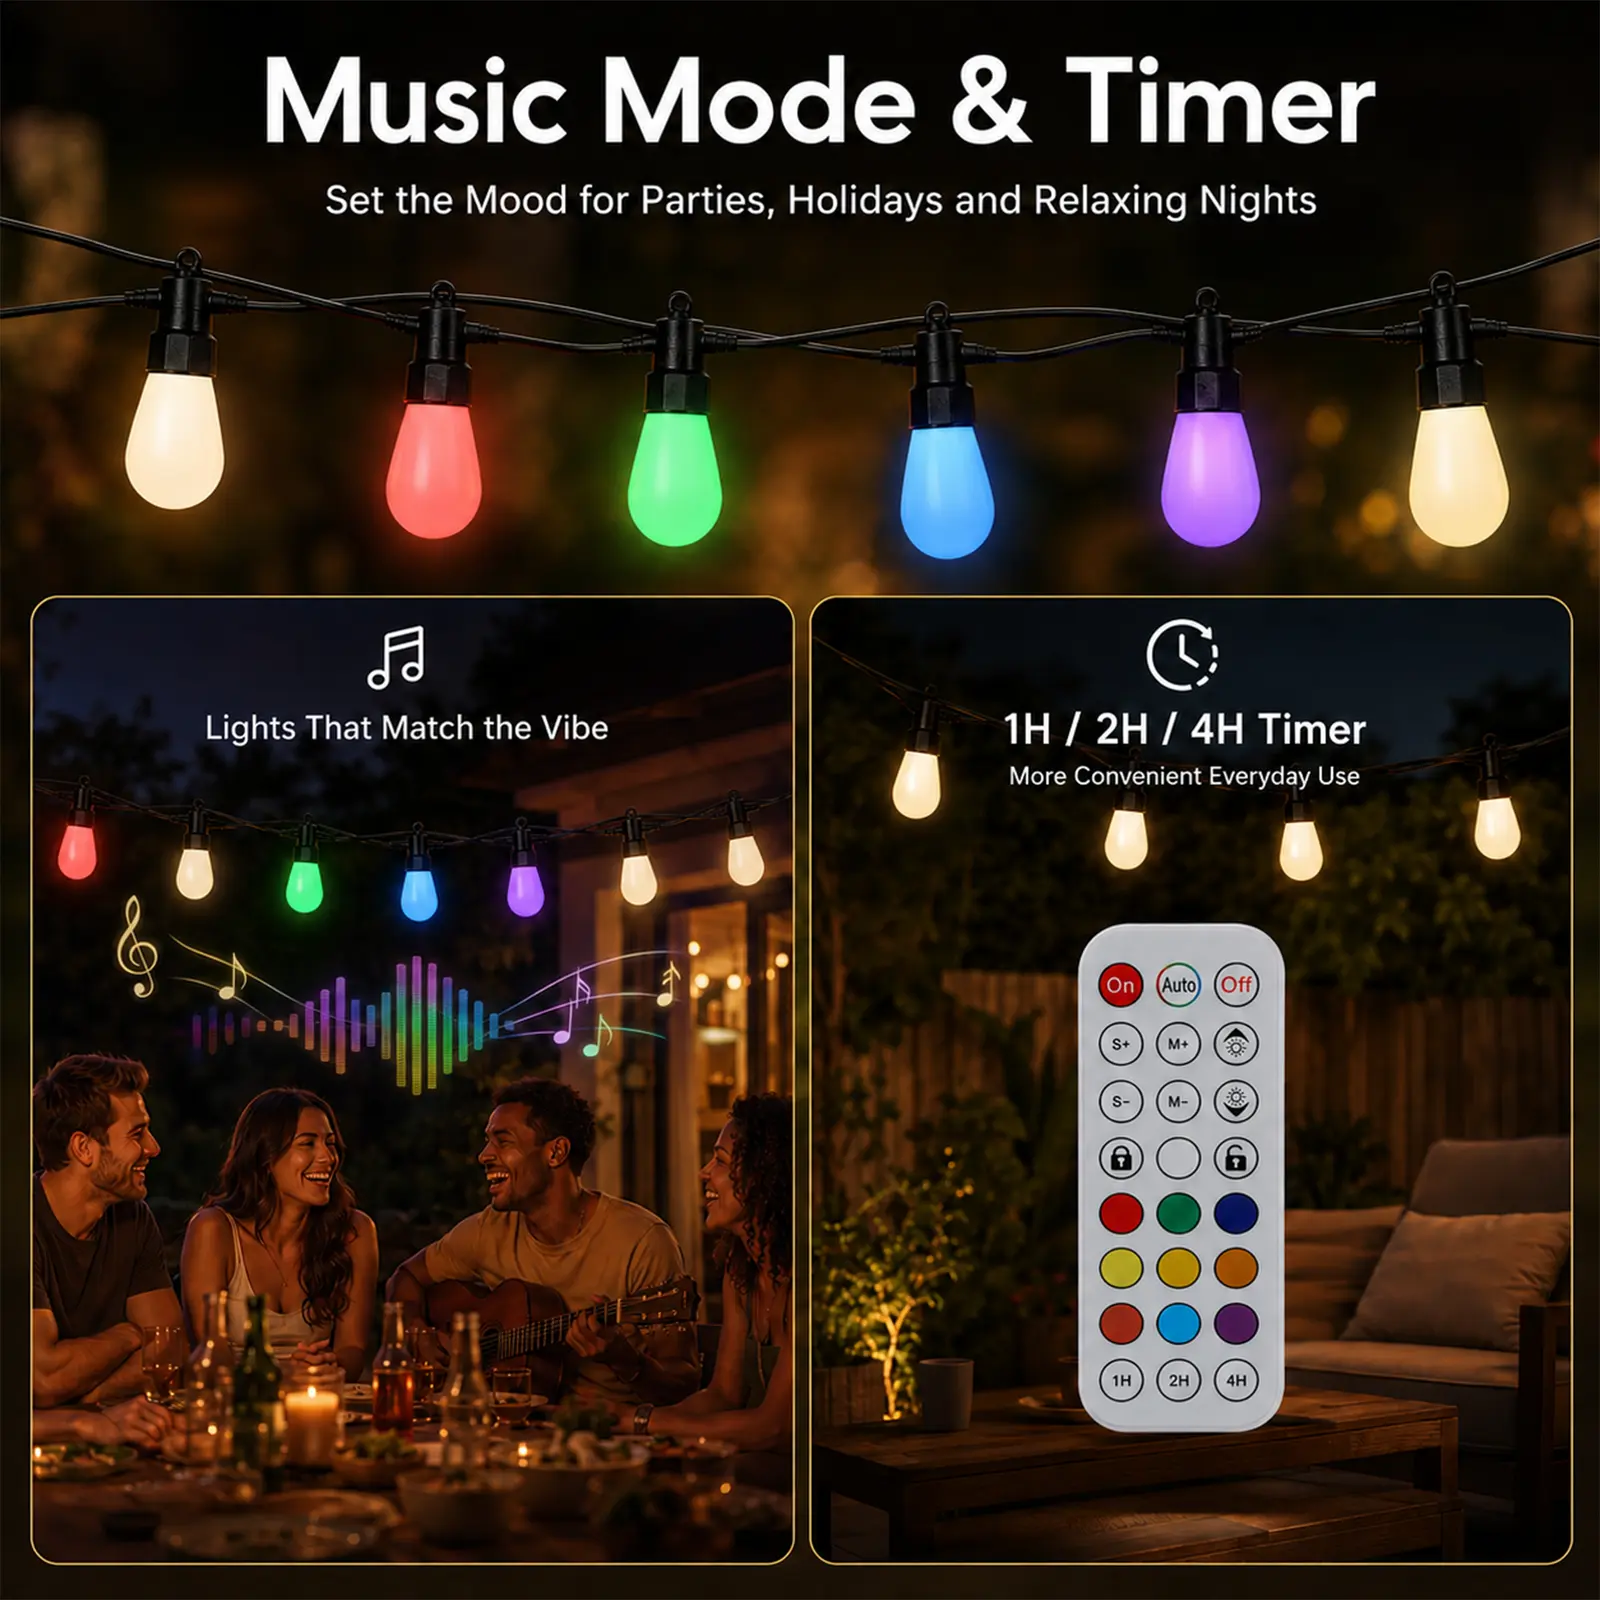 Music Mode & Timer
Set the Mood for Parties, Holidays and Relaxing Nights
Lights That Match the Vibe
1H / 2H / 4H Timer
More Convenient Everyday Use
On Auto Off
S+ M+
S- M-
1H 2H 4H